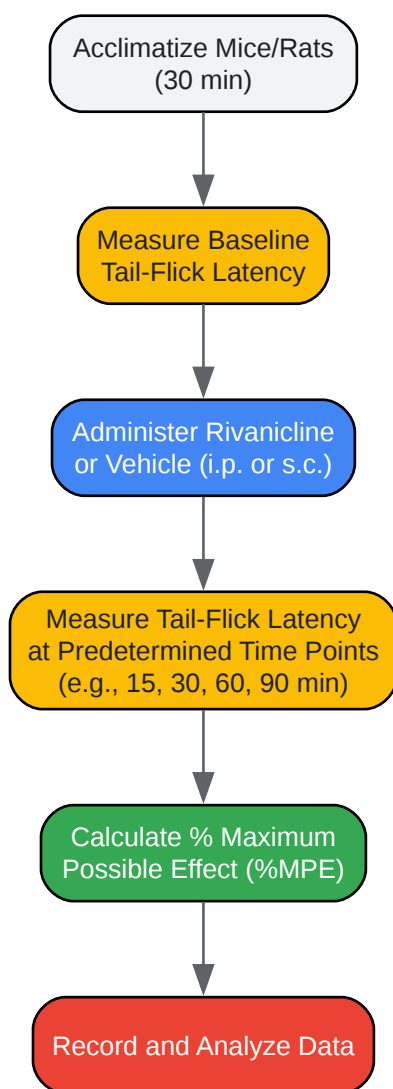 Acclimatize Mice/Rats
(30 min)
Measure Baseline
Tail-Flick Latency
Administer Rivanicline
or Vehicle (i.p. or s.c.)
Measure Tail-Flick Latency
at Predetermined Time Points
(e.g., 15, 30, 60, 90 min)
Calculate % Maximum
Possible Effect (%MPE)
Record and Analyze Data